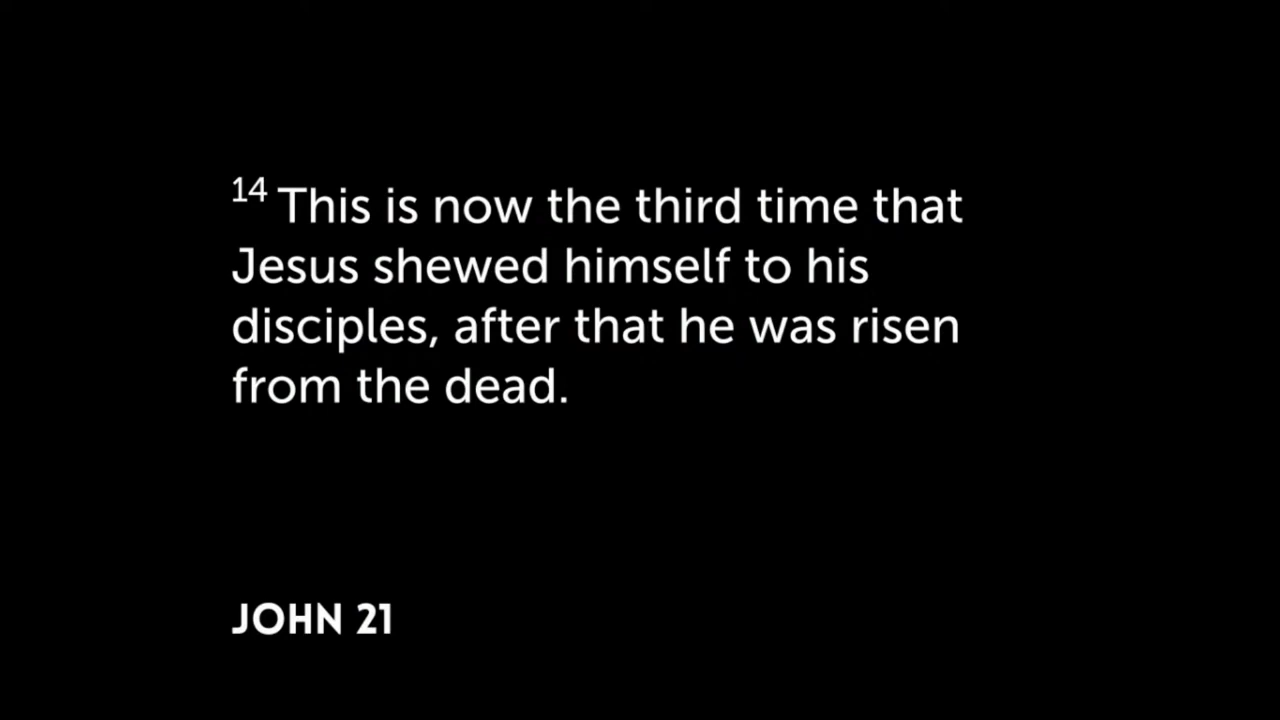 14 This is now the third time that
Jesus shewed himself to his
disciples, after that he was risen
from the dead.
JOHN 21